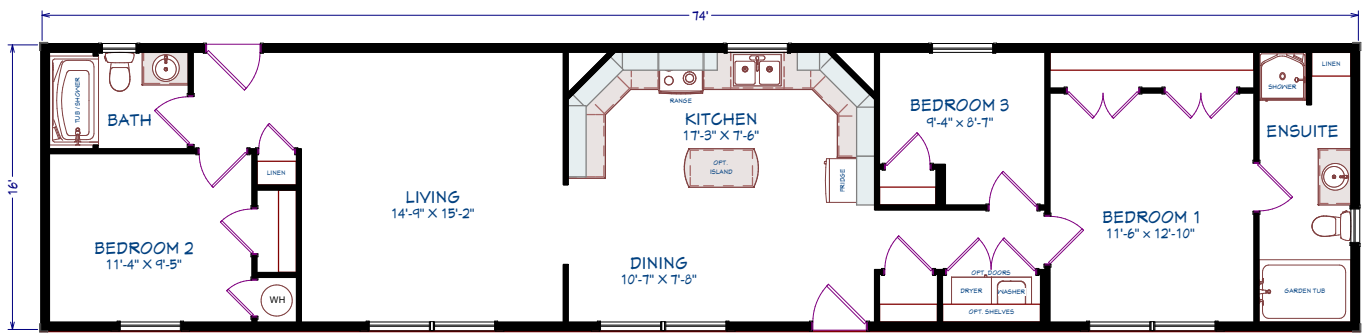 74'
16'
TUB / SHOWER
BATH
LINEN
BEDROOM 2
11'-4" X 9'-5"
WH
LIVING
14'-9" X 15'-2"
RANGE
KITCHEN
17'-3" X 7'-6"
OPT.
ISLAND
FRIDGE
DINING
10'-7" X 7'-8"
BEDROOM 3
9'-4" x 8'-7"
OPT. DOORS
DRYER
WASHER
OPT. SHELVES
BEDROOM 1
11'-6" x 12'-10"
SHOWER
LINEN
ENSUITE
GARDEN TUB